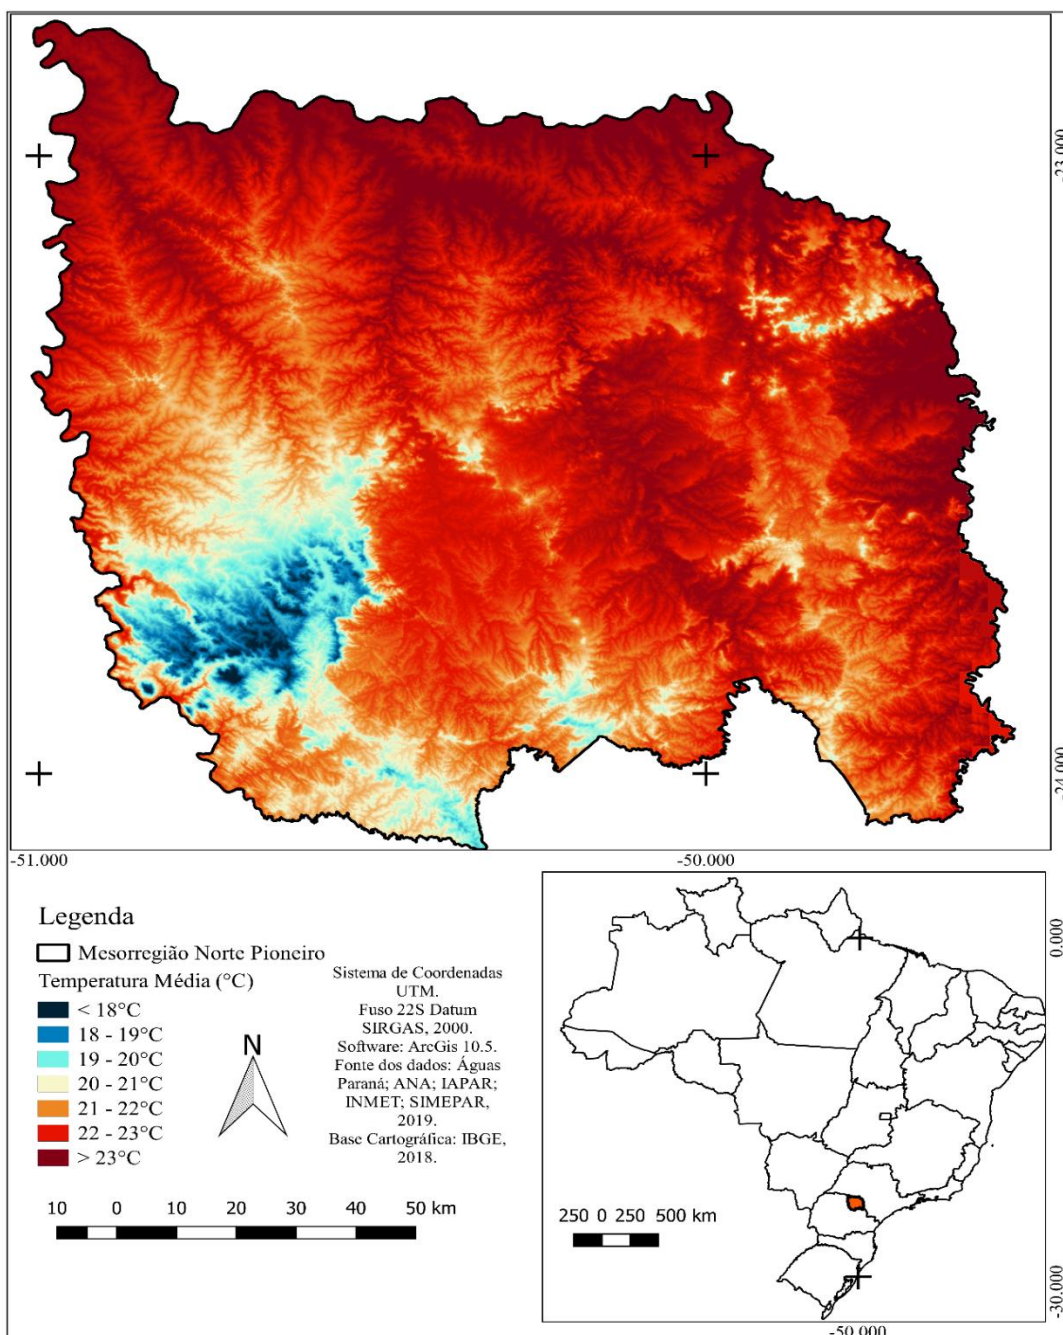 -23.000
-24.000
-51.000
-50.000
Legenda
Mesorregião Norte Pioneiro
Temperatura Média (°C)
< 18°C
18 - 19°C
19 - 20°C
20 - 21°C
21 - 22°C
22 - 23°C
> 23°C
N
Sistema de Coordenadas
UTM.
Fuso 22S Datum
SIRGAS, 2000.
Software: ArcGis 10.5.
Fonte dos dados: Águas
Paraná; ANA; IAPAR;
INMET; SIMEPAR,
2019.
Base Cartográfica: IBGE,
2018.
10 0 10 20 30 40 50 km
0.000
250 0 250 500 km
-30.000
-50.000